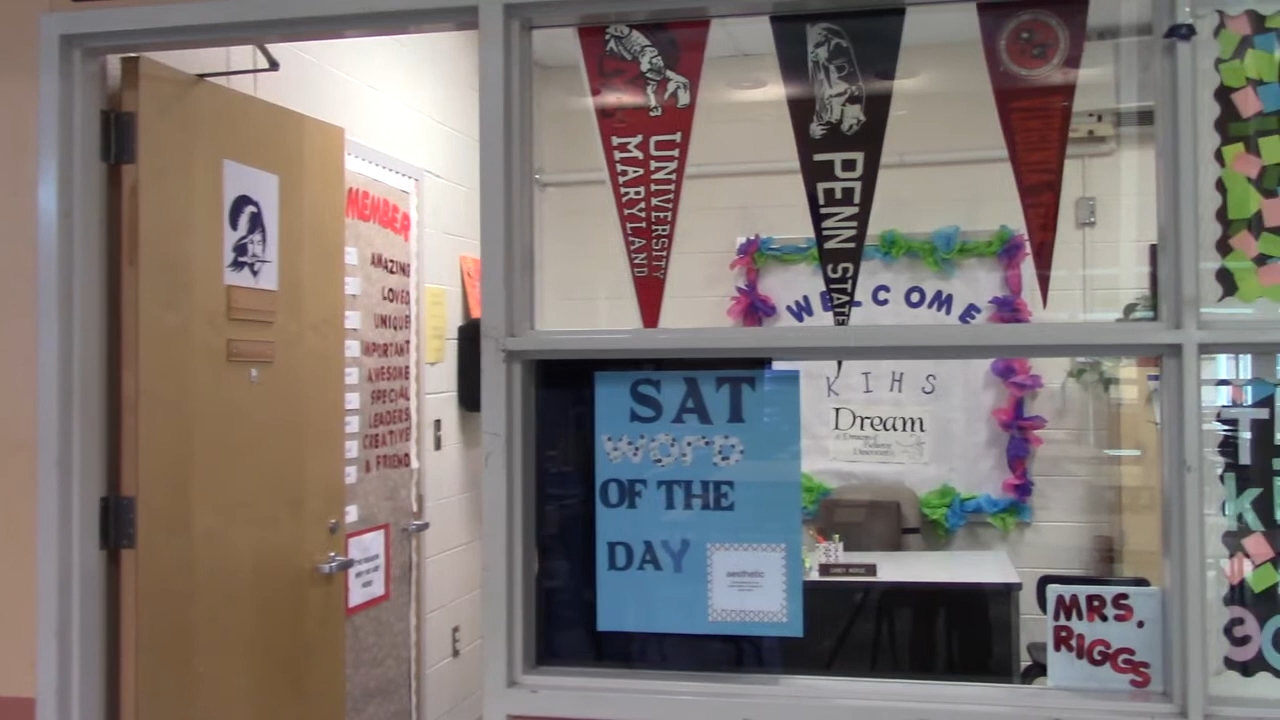 MEMBER
AMAZING
LOVED
UNIQUE
IMPORTANT
AWESOME
SPECIAL
LEADERS
CREATIVE
A FRIEND
UNIVERSITY
MARYLAND
PENN STATE
WELCOME
KIHS
Dream
SAT
WORD
OF THE
DAY
aesthetic
MRS.
RIGGS